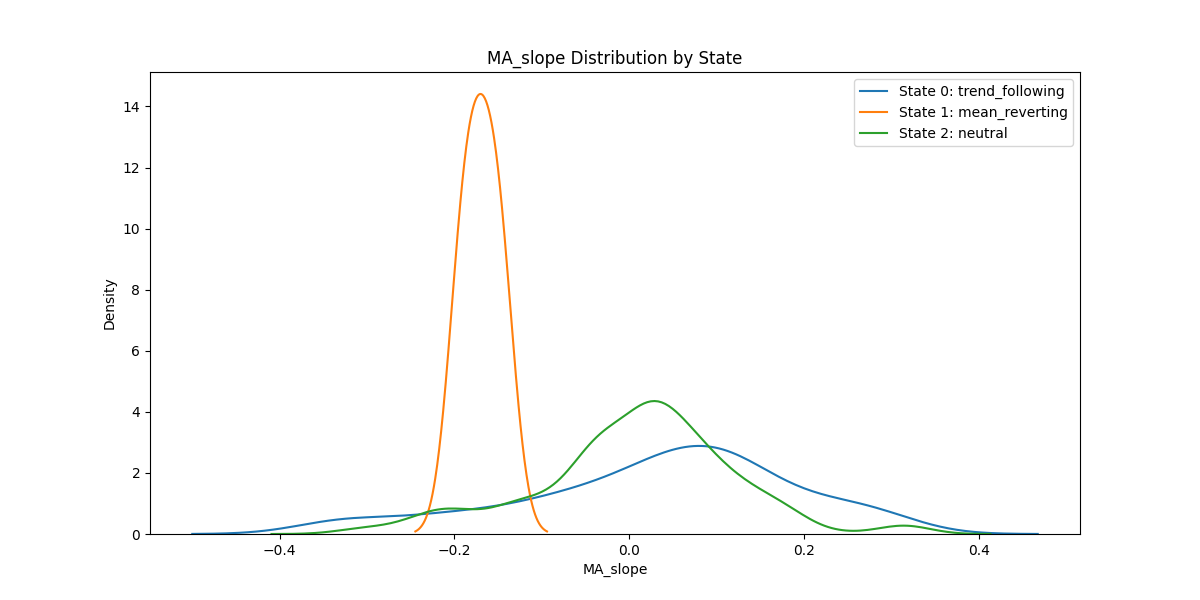 MA_slope Distribution by State
State 0: trend_following
State 1: mean_reverting
State 2: neutral
Density
14
12
10
8
6
4
2
0
−0.4
−0.2
0.0
0.2
0.4
MA_slope